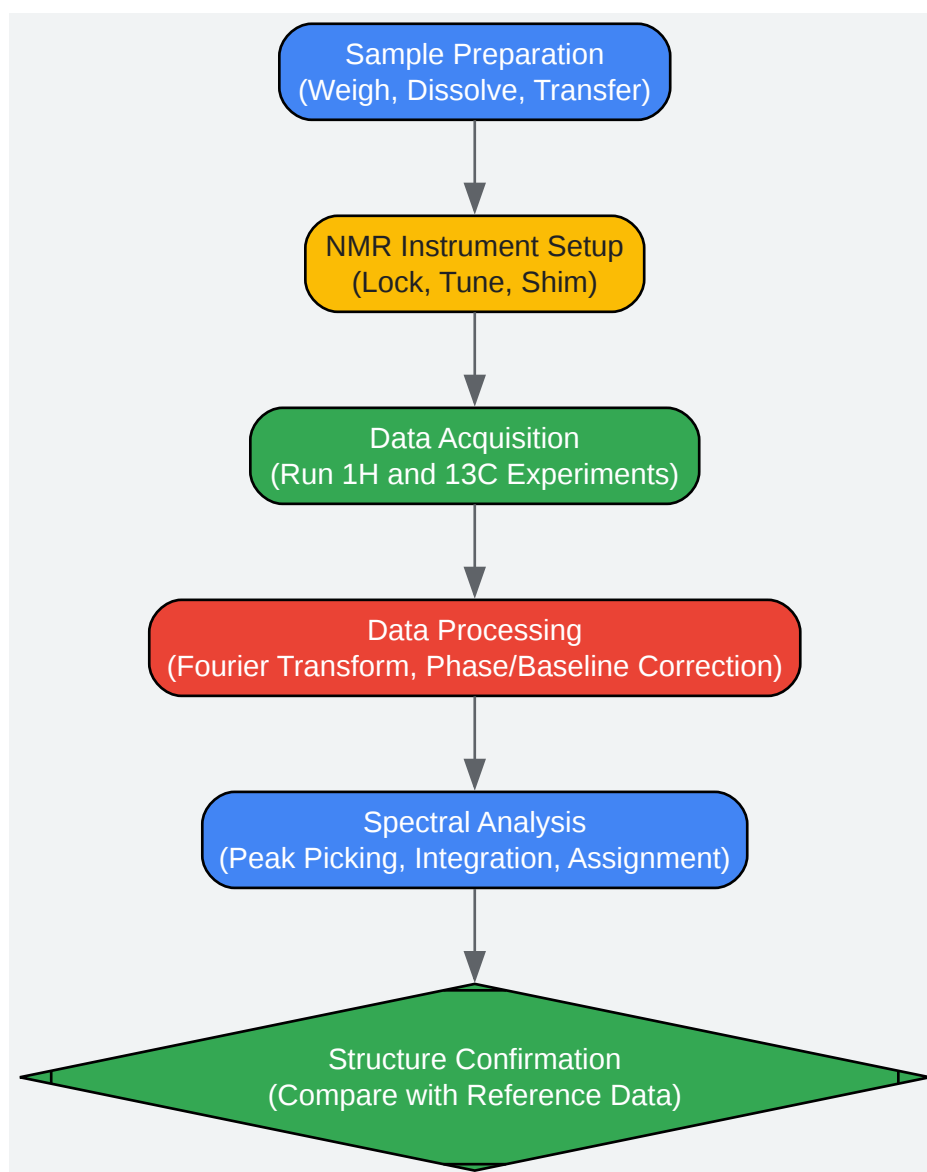 Sample Preparation
(Weigh, Dissolve, Transfer)
NMR Instrument Setup
(Lock, Tune, Shim)
Data Acquisition
(Run 1H and 13C Experiments)
Data Processing
(Fourier Transform, Phase/Baseline Correction)
Spectral Analysis
(Peak Picking, Integration, Assignment)
Structure Confirmation
(Compare with Reference Data)